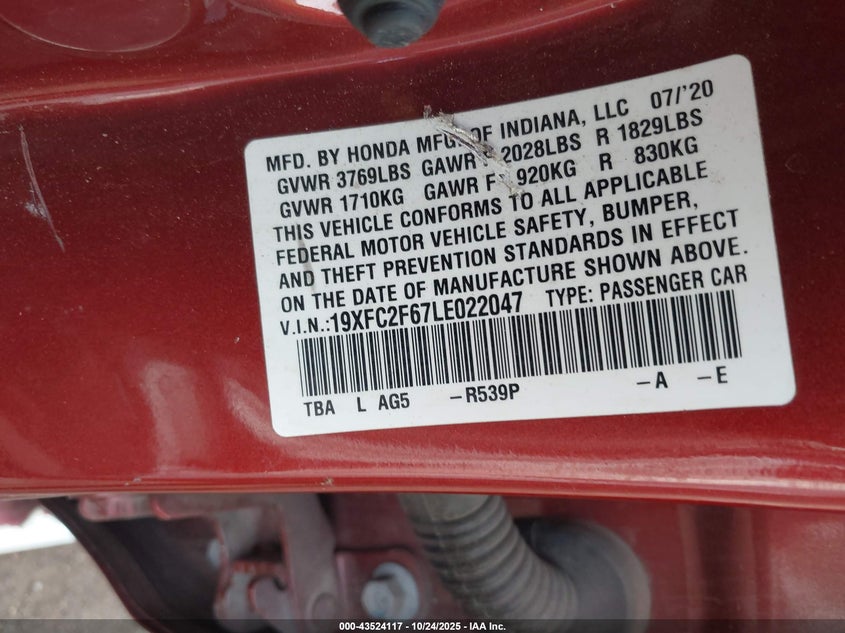 MFD. BY HONDA MFG. OF INDIANA, LLC 07/'20
GVWR 3769LBS GAWR F 2028LBS R 1829LBS
GVWR 1710KG GAWR F 920KG R 830KG
THIS VEHICLE CONFORMS TO ALL APPLICABLE
FEDERAL MOTOR VEHICLE SAFETY, BUMPER,
AND THEFT PREVENTION STANDARDS IN EFFECT
ON THE DATE OF MANUFACTURE SHOWN ABOVE.
V.I.N.:19XFC2F67LE022047 TYPE: PASSENGER CAR
TBA L AG5 -R539P -A -E
000-43524117 - 10/24/2025 - IAA Inc.